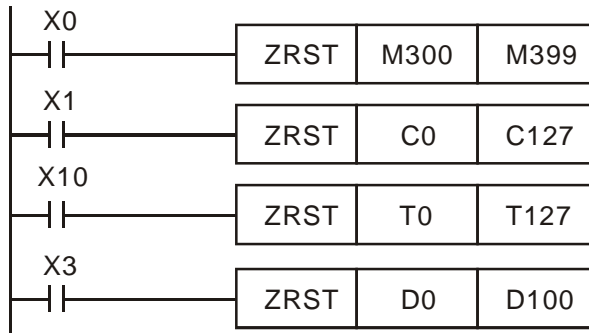 X0
ZRST M300 M399
X1
ZRST C0 C127
X10
ZRST T0 T127
X3
ZRST D0 D100